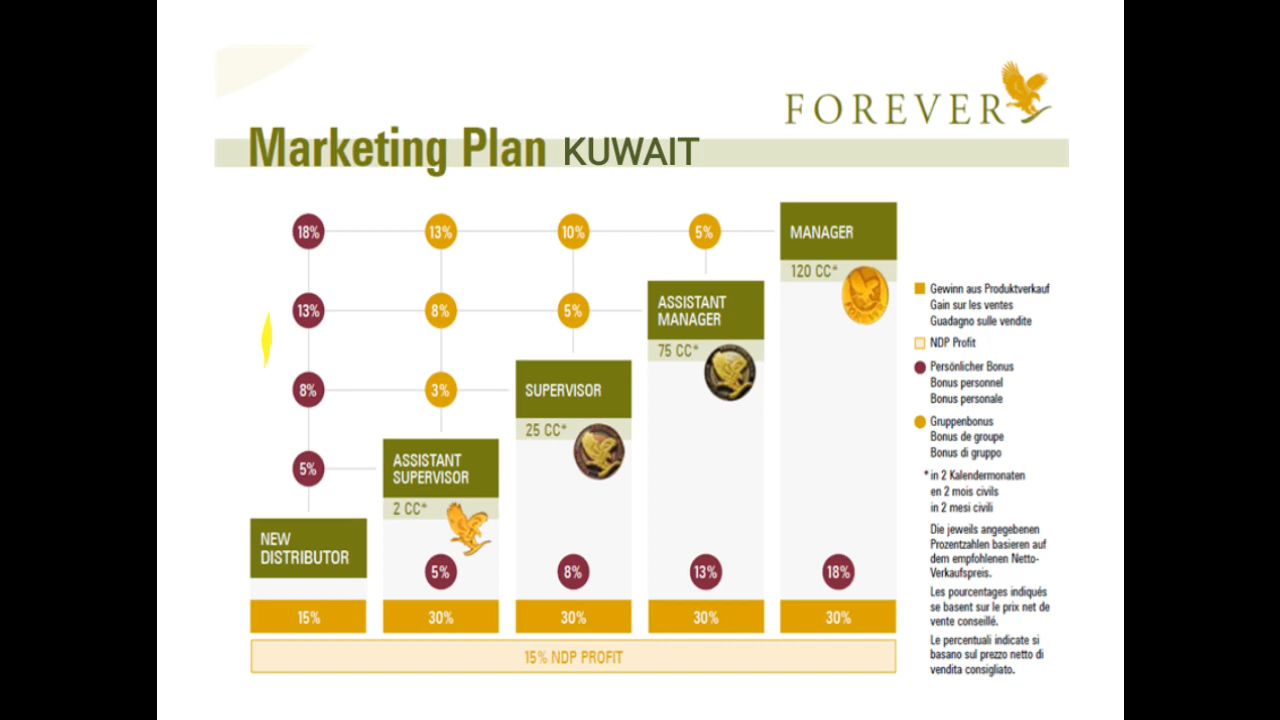 FOREVER
Marketing Plan KUWAIT
18% 13% 10% 5% MANAGER
120 CC*
FOREVER
13% 8% 5% ASSISTANT
MANAGER
75 CC*
8% 3% SUPERVISOR
25 CC*
5% ASSISTANT
SUPERVISOR
2 CC*
NEW
DISTRIBUTOR
5% 8% 13% 18%
15% 30% 30% 30% 30%
15% NDP PROFIT
Gewinn aus Produktverkauf
Gain sur les ventes
Guadagno sulle vendite
NDP Profit
Persönlicher Bonus
Bonus personnel
Bonus personale
Gruppenbonus
Bonus de groupe
Bonus di gruppo
* in 2 Kalendermonaten
en 2 mois civils
in 2 mesi civili
Die jeweils angegebenen
Prozentzahlen basieren auf
dem empfohlenen Netto-
Verkaufspreis.
Les pourcentages indiqués
se basent sur le prix net de
vente conseillé.
Le percentuali indicate si
basano sul prezzo netto di
vendita consigliato.